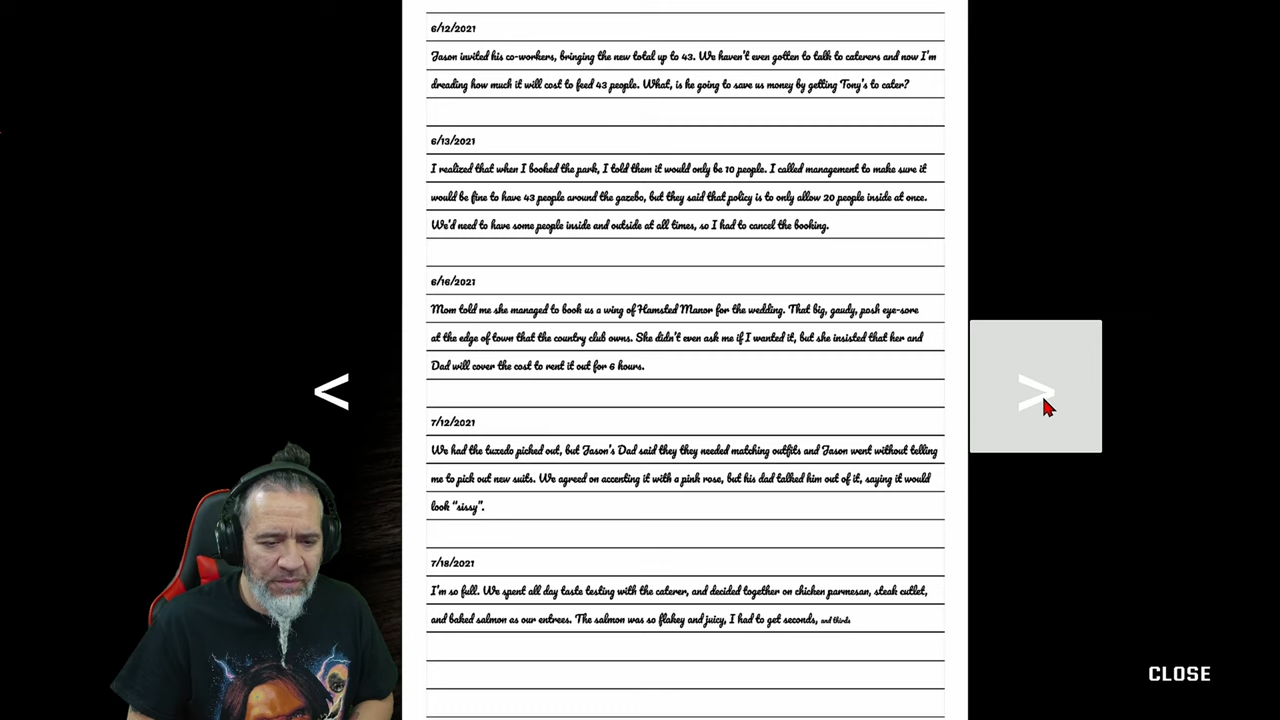 6/12/2021
Jason invited his co-workers, bringing the new total up to 43. We haven't even gotten to talk to caterers and now I'm
dreading how much it will cost to feed 43 people. What, is he going to save us money by getting Tony's to cater?
6/13/2021
I realized that when I booked the park, I told them it would only be 10 people. I called management to make sure it
would be fine to have 43 people around the gazebo, but they said that policy is to only allow 20 people inside at once.
We'd need to have some people inside and outside at all times, so I had to cancel the booking.
6/16/2021
Mom told me she managed to book us a wing of Hamsted Manor for the wedding. That big, gaudy, posh eye-sore
at the edge of town that the country club owns. She didn't even ask me if I wanted it, but she insisted that her and
Dad will cover the cost to rent it out for 6 hours.
<
>
7/12/2021
We had the tuxedo picked out, but Jason's Dad said they they needed matching outfits and Jason went without telling
me to pick out new suits. We agreed on accenting it with a pink rose, but his dad talked him out of it, saying it would
look "sissy".
7/18/2021
I'm so full. We spent all day taste testing with the caterer, and decided together on chicken parmesan, steak cutlet,
and baked salmon as our entrees. The salmon was so flakey and juicy, I had to get seconds, and thirds
CLOSE